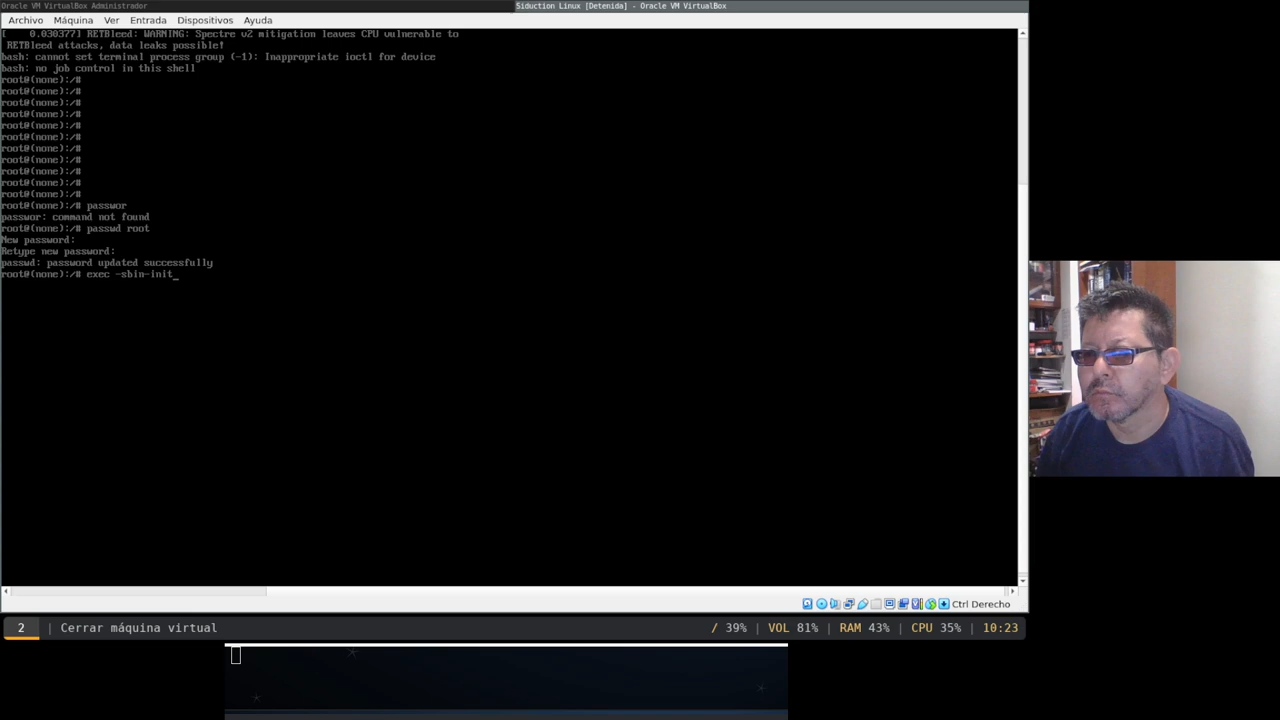 Oracle VM VirtualBox Administrador
Siduction Linux [Detenida] - Oracle VM VirtualBox
Archivo Máquina Ver Entrada Dispositivos Ayuda
[    0.030377] RETBleed: WARNING: Spectre v2 mitigation leaves CPU vulnerable to
RETBleed attacks, data leaks possible!
bash: cannot set terminal process group (-1): Inappropriate ioctl for device
bash: no job control in this shell
root@(none):/#
root@(none):/#
root@(none):/#
root@(none):/#
root@(none):/#
root@(none):/#
root@(none):/#
root@(none):/#
root@(none):/#
root@(none):/#
root@(none):/#
root@(none):/# passwor
passwor: command not found
root@(none):/# passwd root
New password:
Retype new password:
passwd: password updated successfully
root@(none):/# exec -sbin-init_
Ctrl Derecho
2 | Cerrar máquina virtual
/ 39% | VOL 81% | RAM 43% | CPU 35% | 10:23